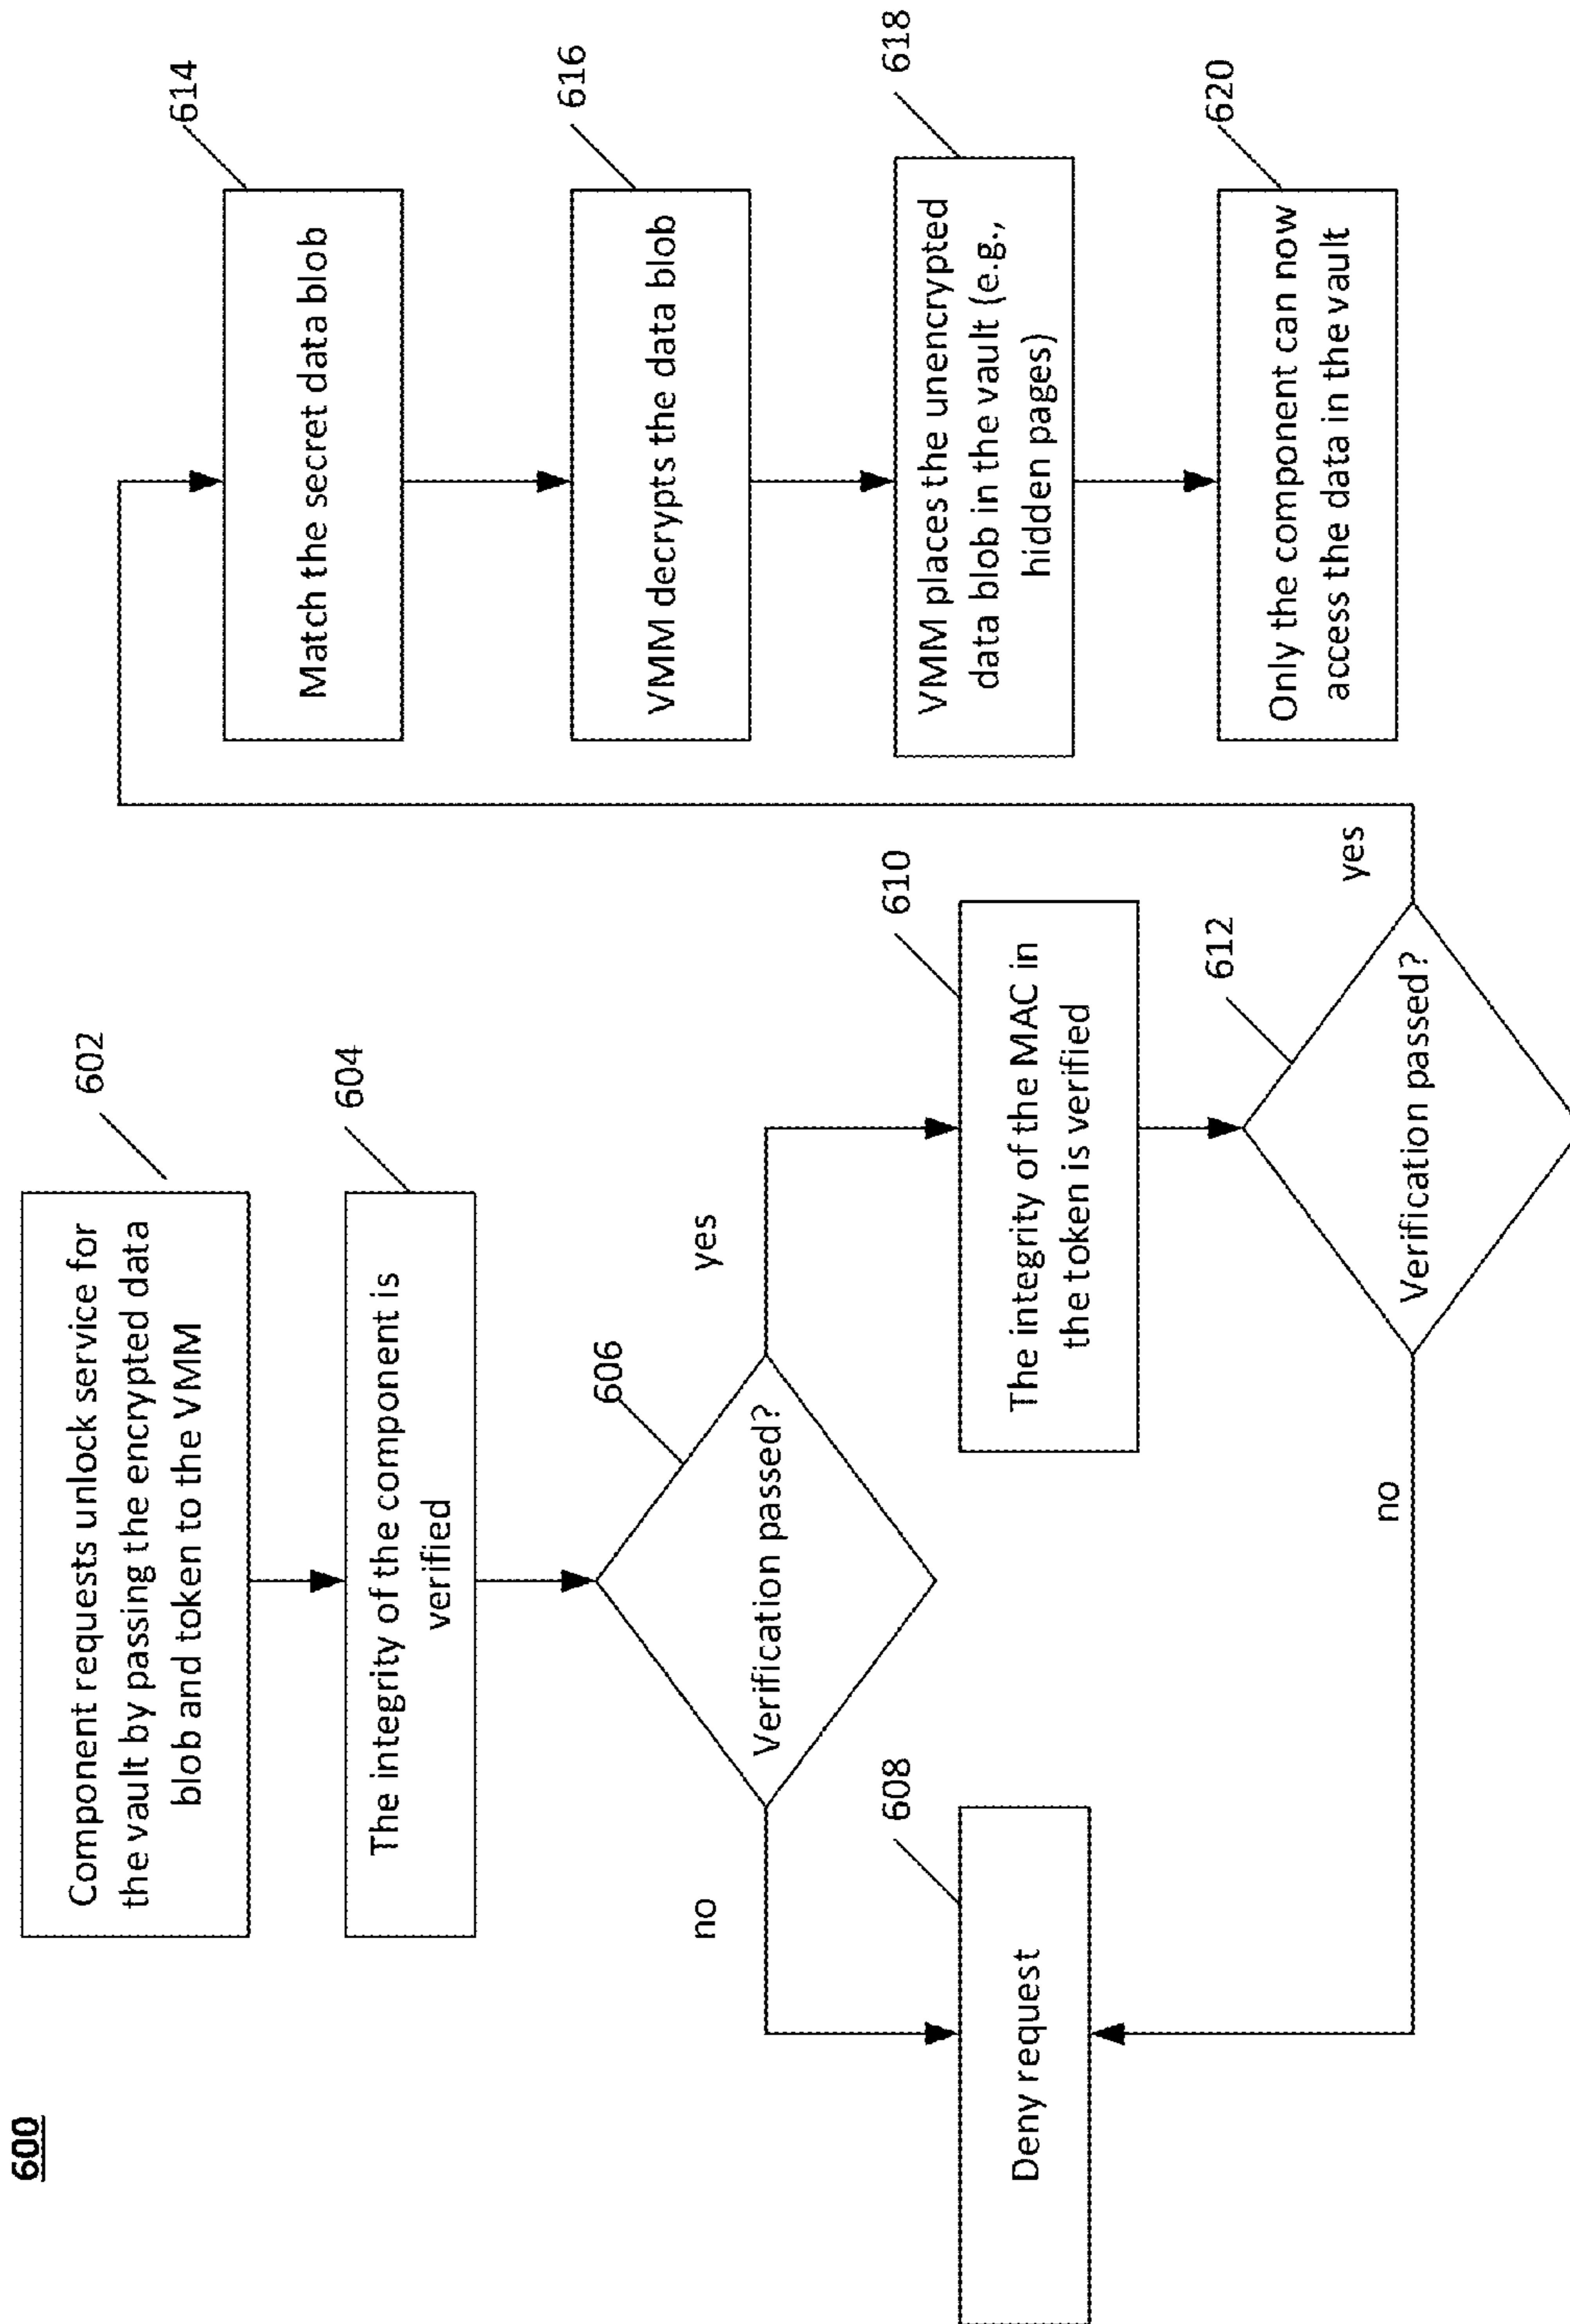 600
Component requests unlock service for
the vault by passing the encrypted data
blob and token to the VMM
602
The integrity of the component is
verified
604
Verification passed?
606
no
yes
Deny request
608
The integrity of the MAC in
the token is verified
610
Verification passed?
612
no
yes
Match the secret data blob
614
VMM decrypts the data blob
616
VMM places the unencrypted
data blob in the vault (e.g.,
hidden pages)
618
Only the component can now
access the data in the vault
620